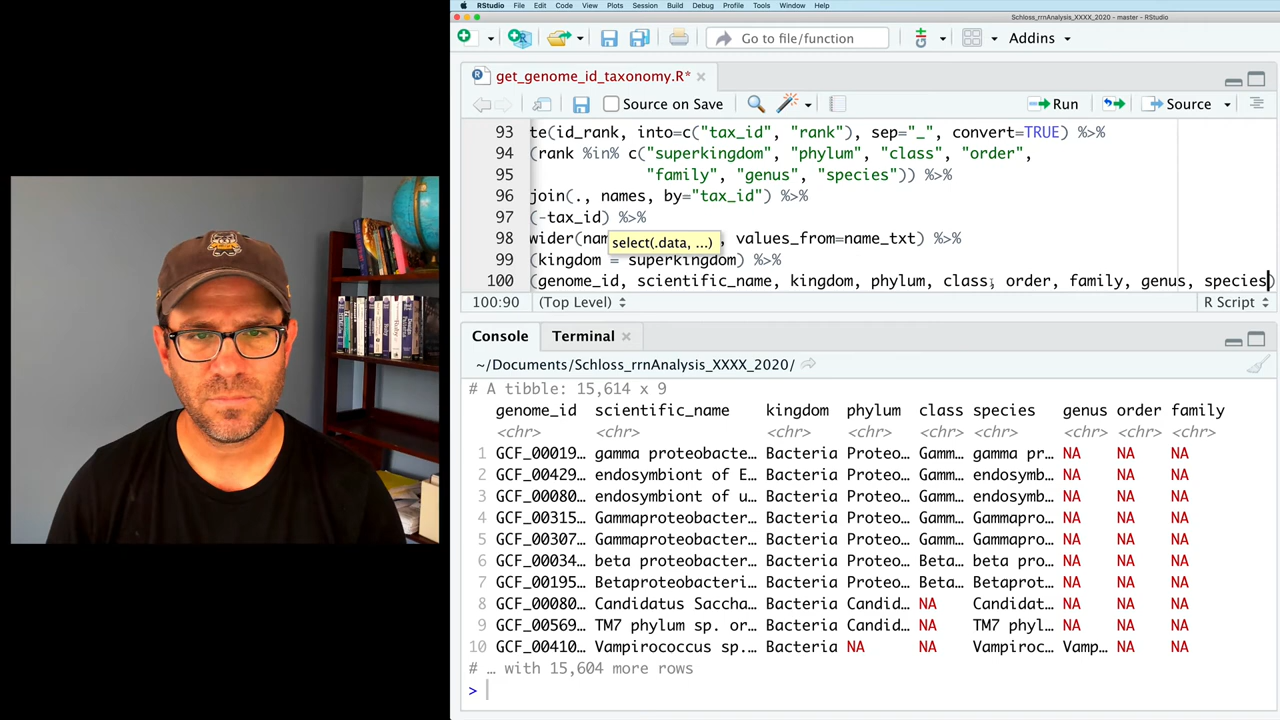 RStudio File Edit Code View Plots Session Build Debug Profile Tools Window Help
Schloss_rrnAnalysis_XXXX_2020 - master - RStudio
Go to file/function
Addins
get_genome_id_taxonomy.R*
Source on Save
Run
Source
93 te(id_rank, into=c("tax_id", "rank"), sep="_", convert=TRUE) %>%
94 (rank %in% c("superkingdom", "phylum", "class", "order",
95 "family", "genus", "species")) %>%
96 join(., names, by="tax_id") %>%
97 (-tax_id) %>%
98 wider(nam , values_from=name_txt) %>%
select(.data, ...)
99 (kingdom = superkingdom) %>%
100 (genome_id, scientific_name, kingdom, phylum, class, order, family, genus, species
100:90 (Top Level) R Script
Console Terminal
~/Documents/Schloss_rrnAnalysis_XXXX_2020/
# A tibble: 15,614 x 9
genome_id scientific_name kingdom phylum class species genus order family
<chr> <chr> <chr> <chr> <chr> <chr> <chr> <chr> <chr>
1 GCF_00019… gamma proteobacte… Bacteria Proteo… Gamm… gamma pr… NA NA NA
2 GCF_00429… endosymbiont of E… Bacteria Proteo… Gamm… endosymb… NA NA NA
3 GCF_00080… endosymbiont of u… Bacteria Proteo… Gamm… endosymb… NA NA NA
4 GCF_00315… Gammaproteobacter… Bacteria Proteo… Gamm… Gammapro… NA NA NA
5 GCF_00307… Gammaproteobacter… Bacteria Proteo… Gamm… Gammapro… NA NA NA
6 GCF_00034… beta proteobacter… Bacteria Proteo… Beta… beta pro… NA NA NA
7 GCF_00195… Betaproteobacteri… Bacteria Proteo… Beta… Betaprot… NA NA NA
8 GCF_00080… Candidatus Saccha… Bacteria Candid… NA Candidat… NA NA NA
9 GCF_00569… TM7 phylum sp. or… Bacteria Candid… NA TM7 phyl… NA NA NA
10 GCF_00410… Vampirococcus sp.… Bacteria NA NA Vampiroc… Vamp… NA NA
# … with 15,604 more rows
>